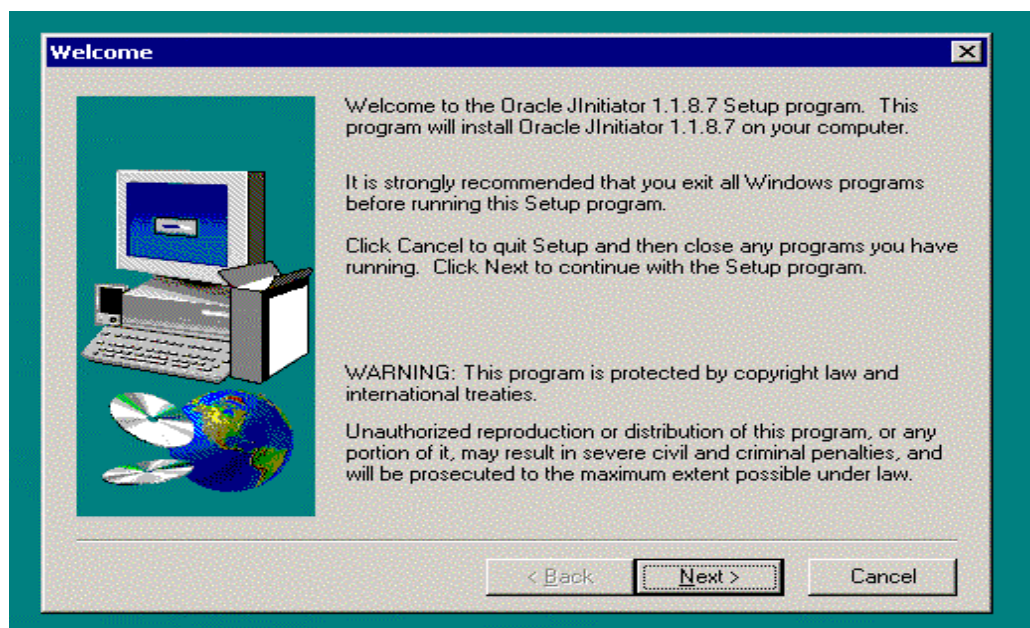 Welcome
Welcome to the Oracle JInitiator 1.1.8.7 Setup program. This
program will install Oracle JInitiator 1.1.8.7 on your computer.
It is strongly recommended that you exit all Windows programs
before running this Setup program.
Click Cancel to quit Setup and then close any programs you have
running. Click Next to continue with the Setup program.
WARNING: This program is protected by copyright law and
international treaties.
Unauthorized reproduction or distribution of this program, or any
portion of it, may result in severe civil and criminal penalties, and
will be prosecuted to the maximum extent possible under law.
< Back Next > Cancel